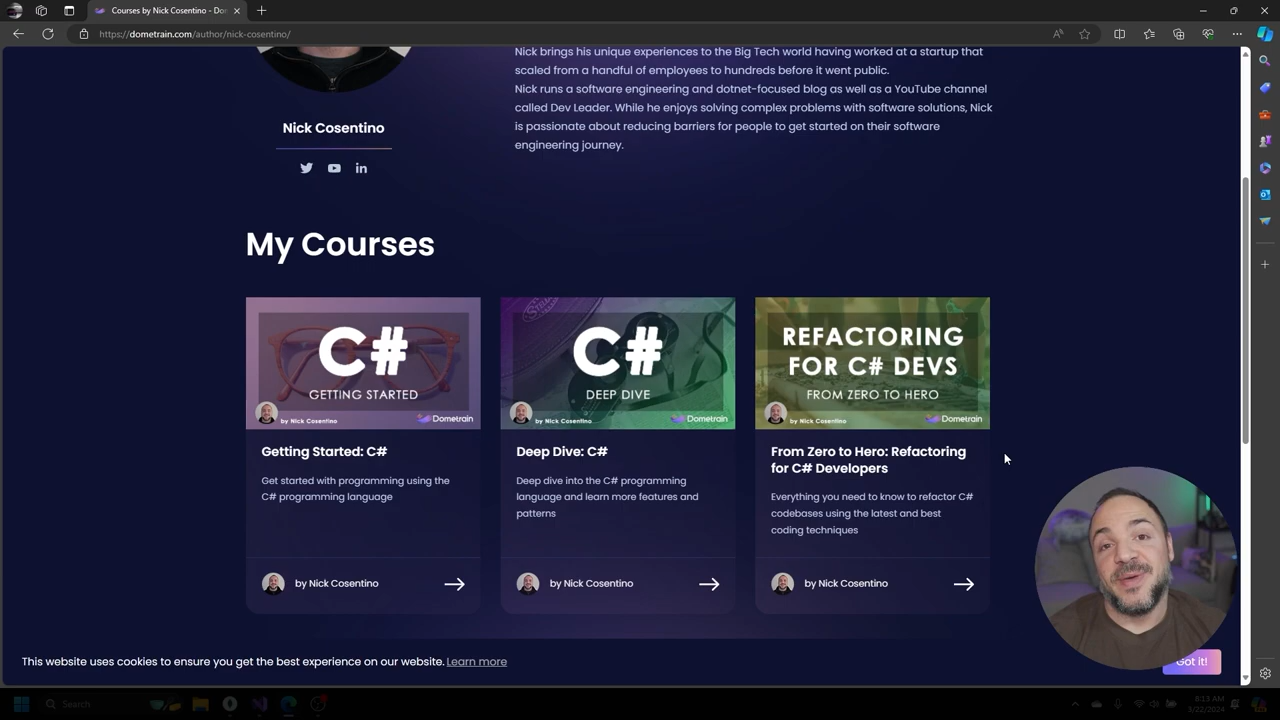 Courses by Nick Cosentino - Dor
https://dometrain.com/author/nick-cosentino/
Nick brings his unique experiences to the Big Tech world having worked at a startup that
scaled from a handful of employees to hundreds before it went public.
Nick runs a software engineering and dotnet-focused blog as well as a YouTube channel
called Dev Leader. While he enjoys solving complex problems with software solutions, Nick
is passionate about reducing barriers for people to get started on their software
engineering journey.
Nick Cosentino
My Courses
C#
GETTING STARTED
by Nick Cosentino
Dometrain
Getting Started: C#
Get started with programming using the
C# programming language
by Nick Cosentino
C#
DEEP DIVE
by Nick Cosentino
Dometrain
Deep Dive: C#
Deep dive into the C# programming
language and learn more features and
patterns
by Nick Cosentino
REFACTORING
FOR C# DEVS
FROM ZERO TO HERO
by Nick Cosentino
Dometrain
From Zero to Hero: Refactoring
for C# Developers
Everything you need to know to refactor C#
codebases using the latest and best
coding techniques
by Nick Cosentino
This website uses cookies to ensure you get the best experience on our website. Learn more
Got it!
Search
8:13 AM
3/22/2024